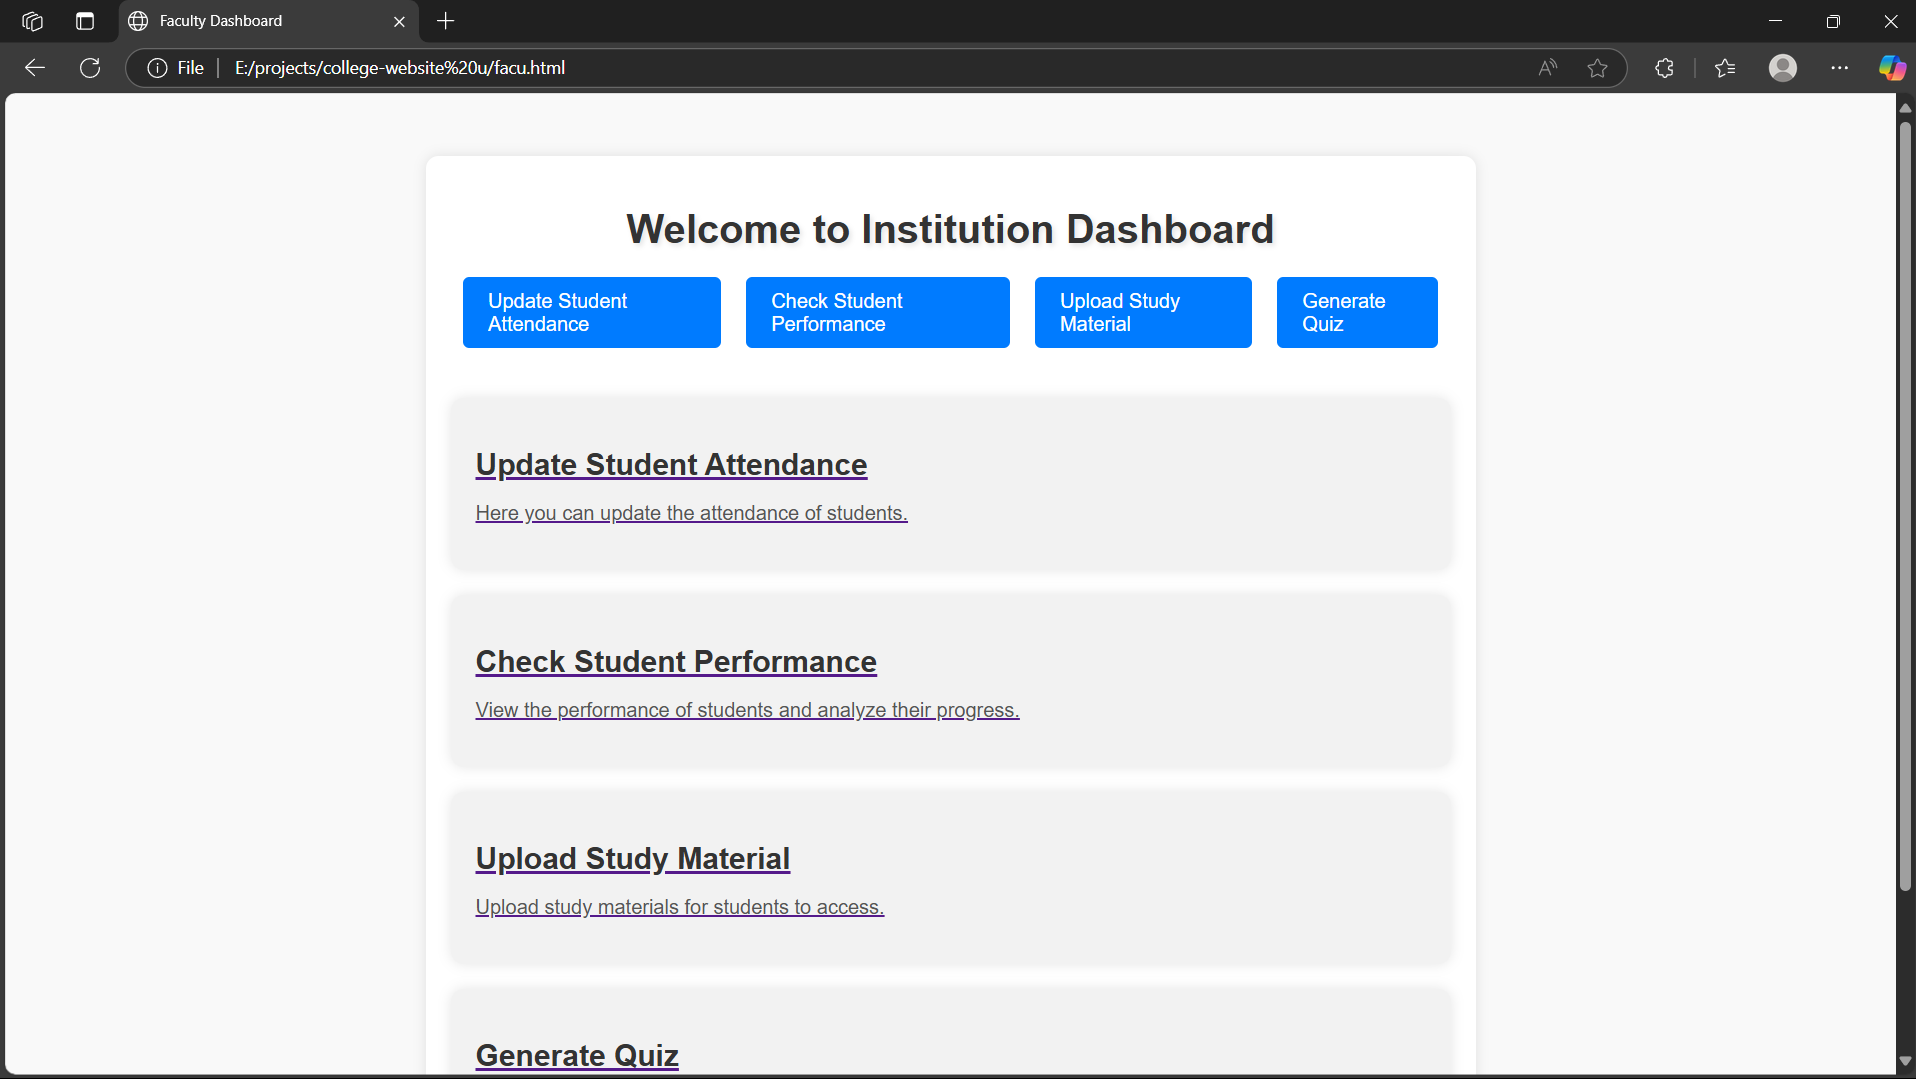 Faculty Dashboard
File
E:/projects/college-website%20u/facu.html
Welcome to Institution Dashboard
Update Student
Attendance
Check Student
Performance
Upload Study
Material
Generate
Quiz
Update Student Attendance
Here you can update the attendance of students.
Check Student Performance
View the performance of students and analyze their progress.
Upload Study Material
Upload study materials for students to access.
Generate Quiz